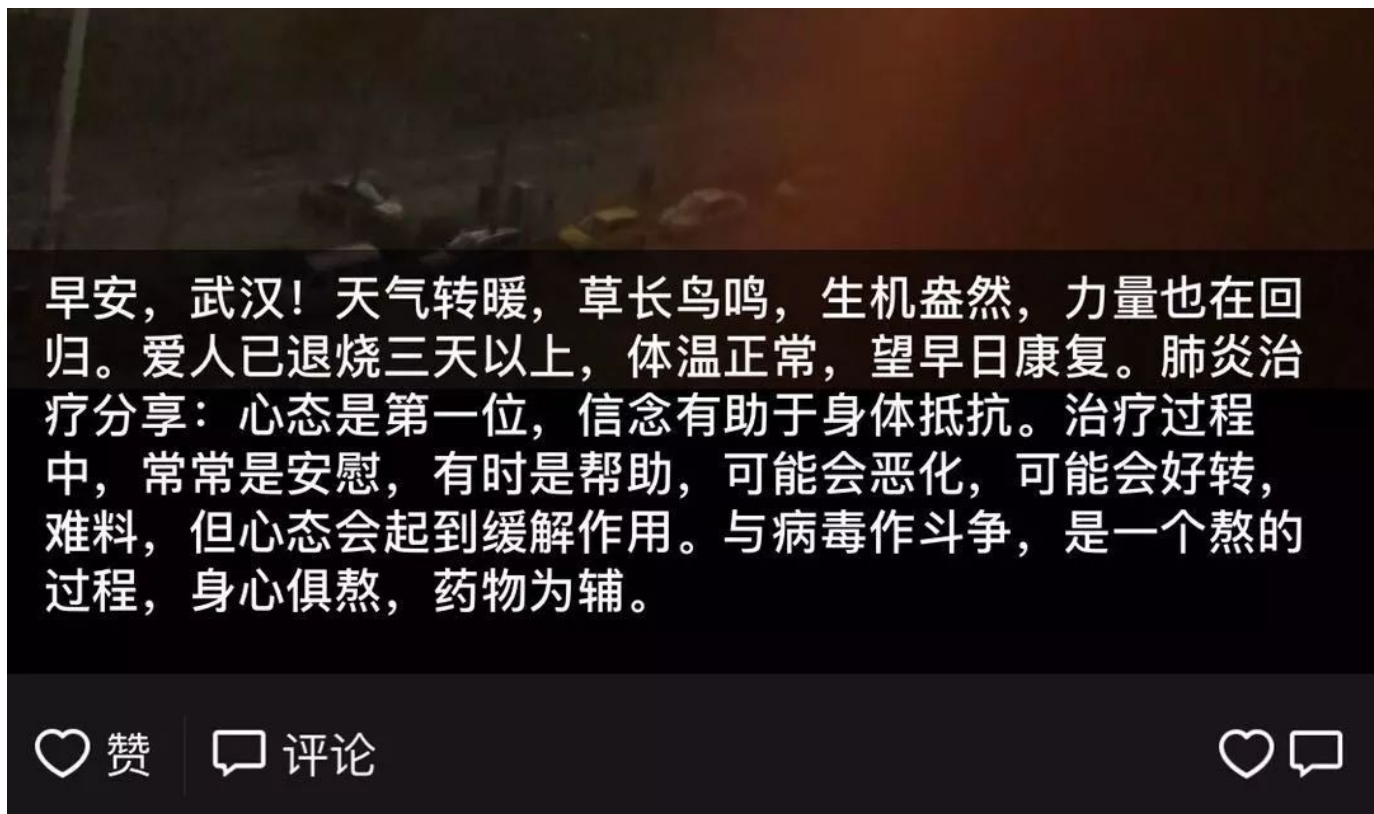 早安，武汉！天气转暖，草长鸟鸣，生机盎然，力量也在回
归。爱人已退烧三天以上，体温正常，望早日康复。肺炎治
疗分享：心态是第一位，信念有助于身体抵抗。治疗过程
中，常常是安慰，有时是帮助，可能会恶化，可能会好转，
难料，但心态会起到缓解作用。与病毒作斗争，是一个熬的
过程，身心俱熬，药物为辅。
赞 评论